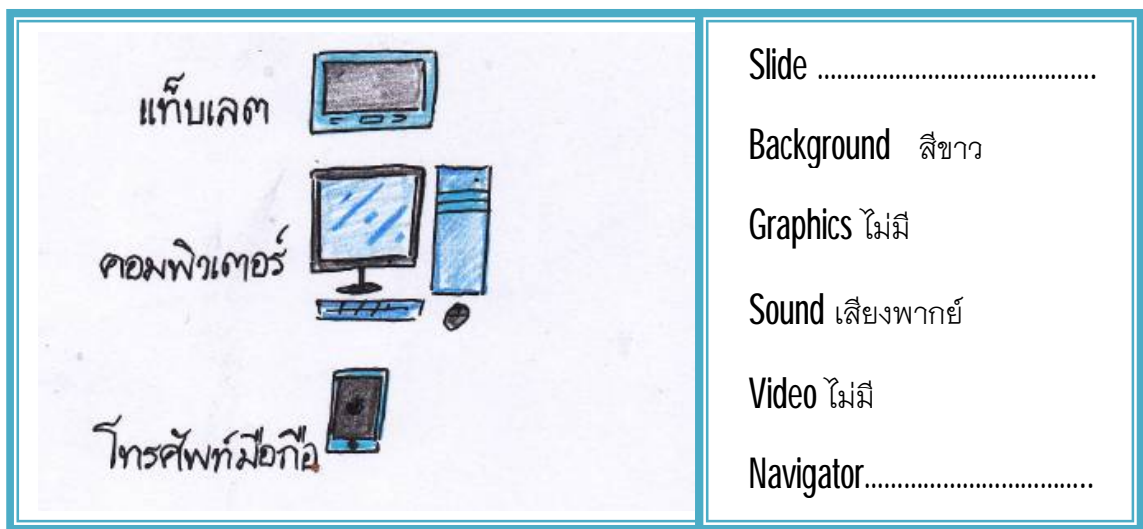 แท็บเลต
คอมพิวเตอร์
โทรศัพท์มือถือ
Slide ...........................................
Background สีขาว
Graphics ไม่มี
Sound เสียงพากย์
Video ไม่มี
Navigator...................................